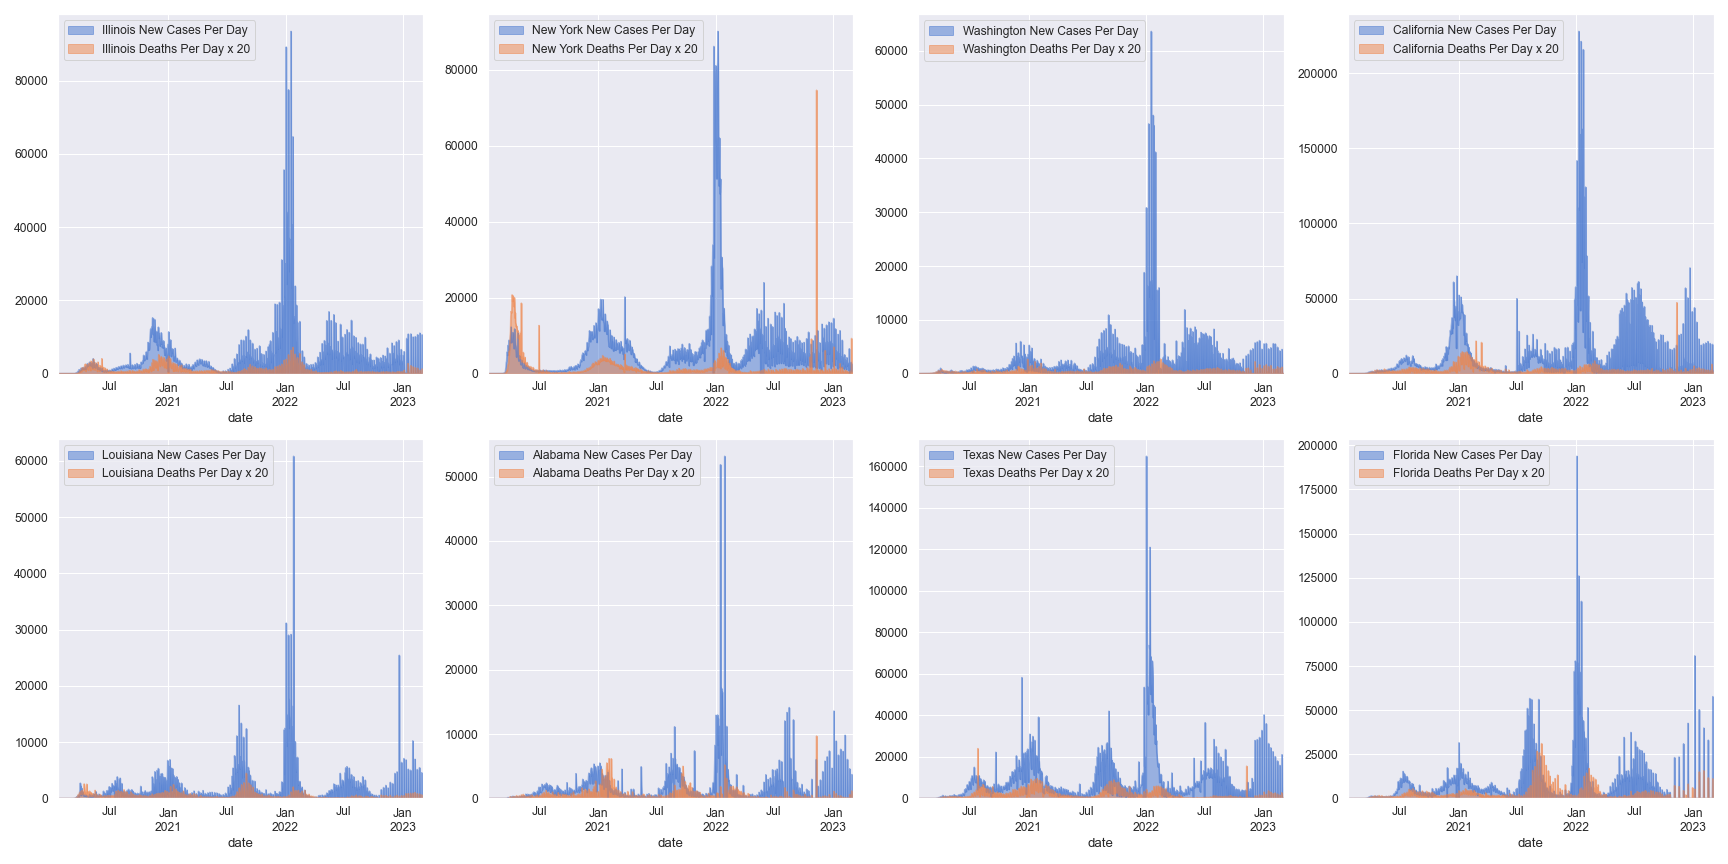 Illinois New Cases Per Day
Illinois Deaths Per Day x 20
80000
60000
40000
20000
0
Jul
Jan
2021
Jul
Jan
2022
Jul
Jan
2023
date
New York New Cases Per Day
New York Deaths Per Day x 20
80000
60000
40000
20000
0
Jul
Jan
2021
Jul
Jan
2022
Jul
Jan
2023
date
Washington New Cases Per Day
Washington Deaths Per Day x 20
60000
50000
40000
30000
20000
10000
0
Jul
Jan
2021
Jul
Jan
2022
Jul
Jan
2023
date
California New Cases Per Day
California Deaths Per Day x 20
200000
150000
100000
50000
0
Jul
Jan
2021
Jul
Jan
2022
Jul
Jan
2023
date
Louisiana New Cases Per Day
Louisiana Deaths Per Day x 20
60000
50000
40000
30000
20000
10000
0
Jul
Jan
2021
Jul
Jan
2022
Jul
Jan
2023
date
Alabama New Cases Per Day
Alabama Deaths Per Day x 20
50000
40000
30000
20000
10000
0
Jul
Jan
2021
Jul
Jan
2022
Jul
Jan
2023
date
Texas New Cases Per Day
Texas Deaths Per Day x 20
160000
140000
120000
100000
80000
60000
40000
20000
0
Jul
Jan
2021
Jul
Jan
2022
Jul
Jan
2023
date
Florida New Cases Per Day
Florida Deaths Per Day x 20
200000
175000
150000
125000
100000
75000
50000
25000
0
Jul
Jan
2021
Jul
Jan
2022
Jul
Jan
2023
date